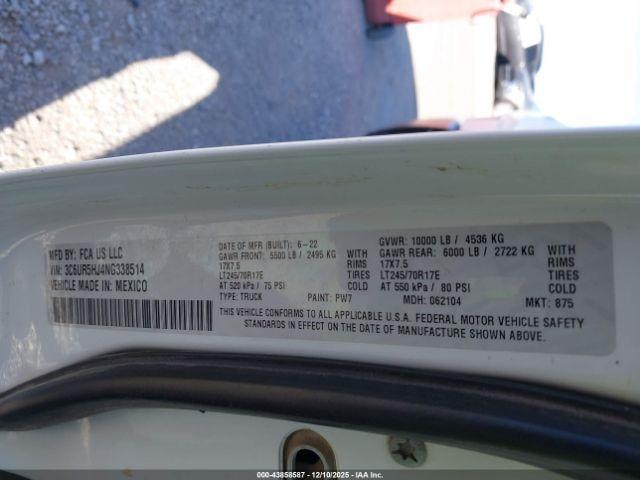 MFD BY: FCA US LLC
VIN: 3C6UR5HJ4NG338514
VEHICLE MADE IN: MEXICO
DATE OF MFR (BUILT): 6-22
GAWR FRONT: 5500 LB / 2495 KG WITH
17X7.5 RIMS
LT245/70R17E TIRES
AT 520 kPa / 75 PSI COLD
TYPE: TRUCK PAINT: PW7
GVWR: 10000 LB / 4536 KG
GAWR REAR: 6000 LB / 2722 KG WITH
17X7.5 RIMS
LT245/70R17E TIRES
AT 550 kPa / 80 PSI COLD
MDH: 062104 MKT: 875
THIS VEHICLE CONFORMS TO ALL APPLICABLE U.S.A. FEDERAL MOTOR VEHICLE SAFETY
STANDARDS IN EFFECT ON THE DATE OF MANUFACTURE SHOWN ABOVE.
000-43858587 - 12/10/2025 - IAAI.COM